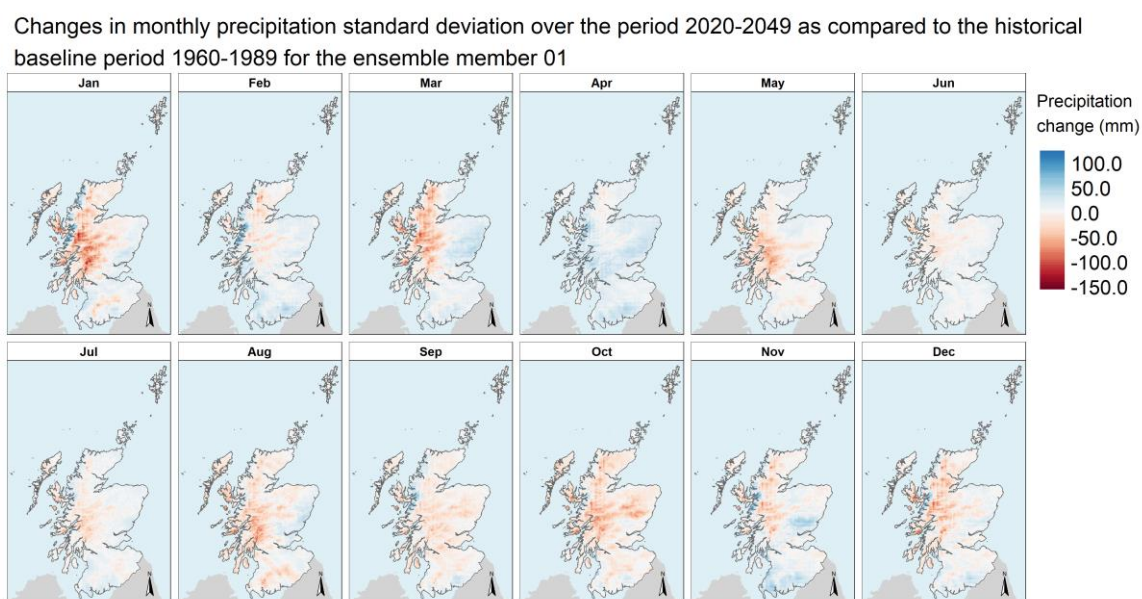 Changes in monthly precipitation standard deviation over the period 2020-2049 as compared to the historical
baseline period 1960-1989 for the ensemble member 01
Jan
Feb
Mar
Apr
May
Jun
Precipitation
change (mm)
100.0
50.0
0.0
-50.0
-100.0
-150.0
N
N
N
N
N
N
Jul
Aug
Sep
Oct
Nov
Dec
N
N
N
N
N
N